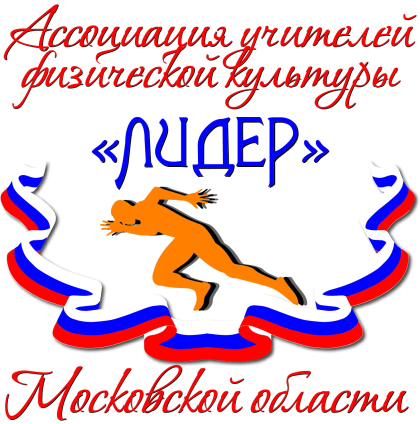 Ассоциация учителей
физической культуры
«ЛИДЕР»
Московской области